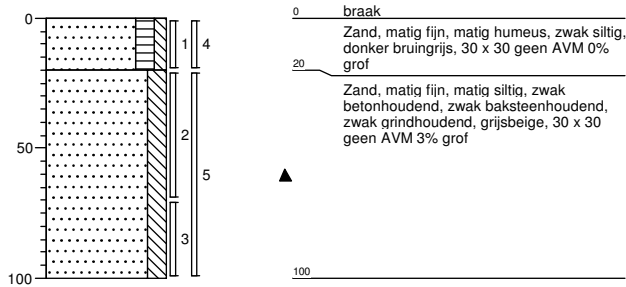 0
50
100
1
4
2
5
3
0
braak
Zand, matig fijn, matig humeus, zwak siltig,
donker bruingrijs, 30 x 30 geen AVM 0%
grof
20
Zand, matig fijn, matig siltig, zwak
betonhoudend, zwak baksteenhoudend,
zwak grindhoudend, grijsbeige, 30 x 30
geen AVM 3% grof
100